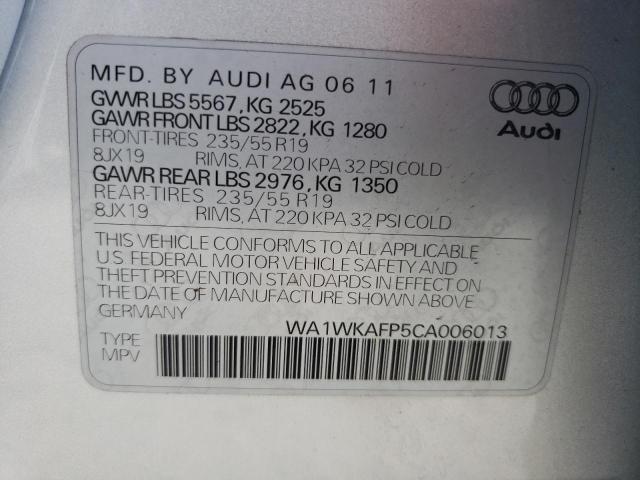 MFD. BY AUDI AG 06 11
GVWR LBS 5567, KG 2525
GAWR FRONT LBS 2822, KG 1280
FRONT-TIRES 235/55 R19
8JX19 RIMS, AT 220 KPA 32 PSI COLD
GAWR REAR LBS 2976, KG 1350
REAR-TIRES 235/55 R19
8JX19 RIMS, AT 220 KPA 32 PSI COLD
Audi
THIS VEHICLE CONFORMS TO ALL APPLICABLE
U.S. FEDERAL MOTOR VEHICLE SAFETY AND
THEFT PREVENTION STANDARDS IN EFFECT ON
THE DATE OF MANUFACTURE SHOWN ABOVE
GERMANY
WA1WKAFP5CA006013
TYPE
MPV